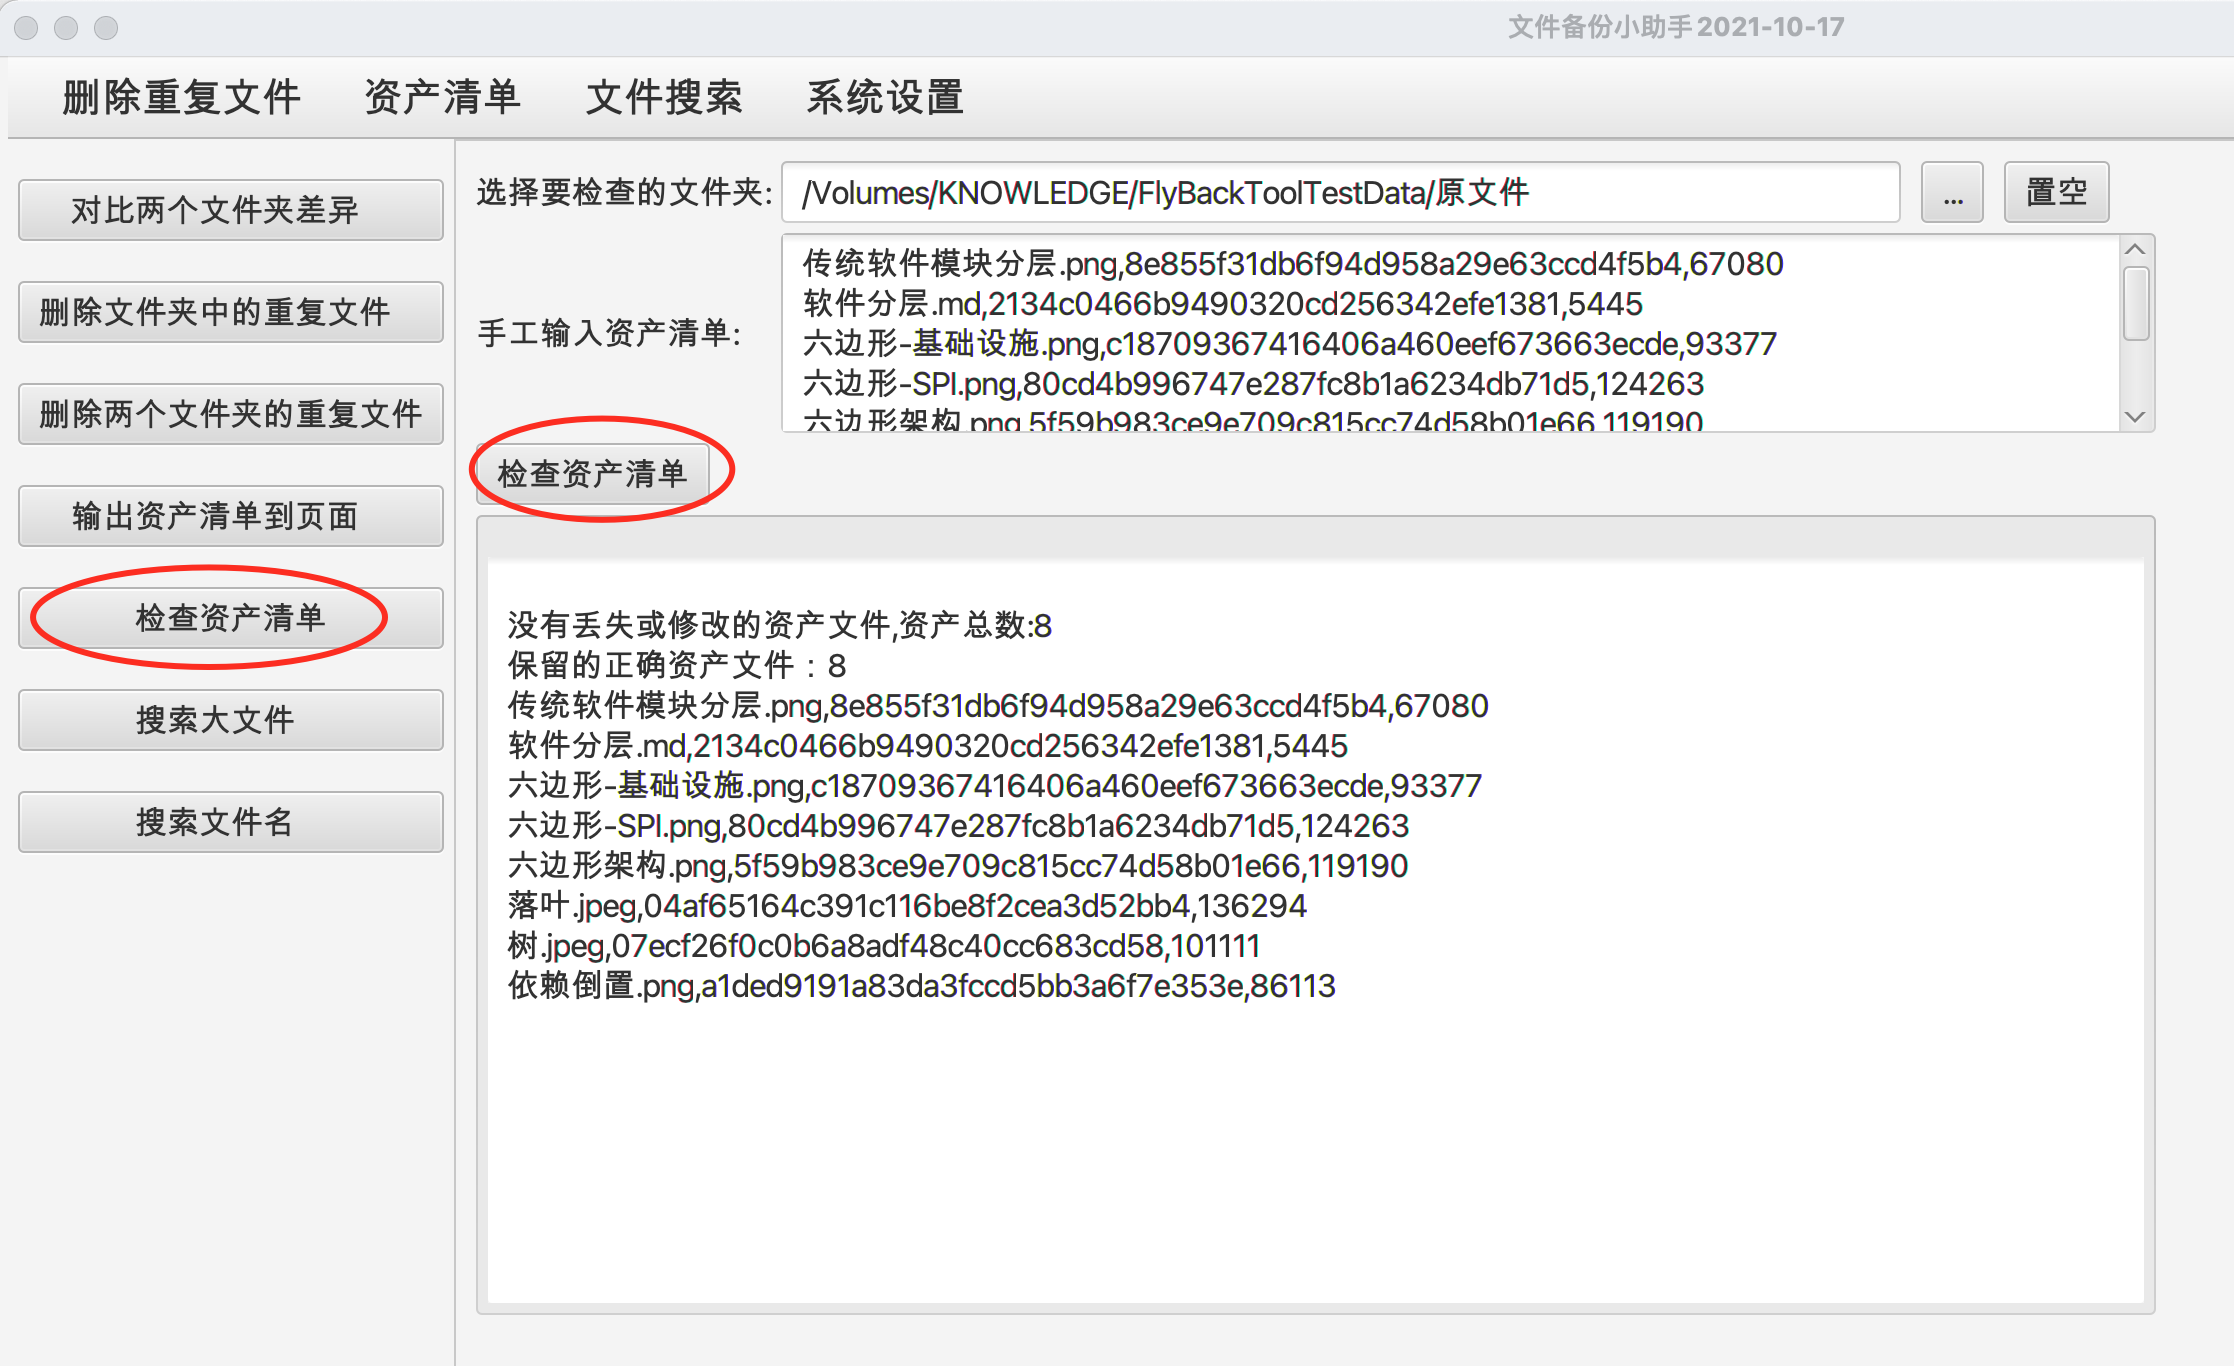 文件备份小助手2021-10-17
删除重复文件 资产清单 文件搜索 系统设置
对比两个文件夹差异
删除文件夹中的重复文件
删除两个文件夹的重复文件
输出资产清单到页面
检查资产清单
搜索大文件
搜索文件名
选择要检查的文件夹: /Volumes/KNOWLEDGE/FlyBackToolTestData/原文件 ... 置空
手工输入资产清单:
传统软件模块分层.png,8e855f31db6f94d958a29e63ccd4f5b4,67080
软件分层.md,2134c0466b9490320cd256342efe1381,5445
六边形-基础设施.png,c18709367416406a460eef673663ecde,93377
六边形-SPI.png,80cd4b996747e287fc8b1a6234db71d5,124263
六边形架构.png,5f59b983ce9e709c815cc74d58b01e66,119190
检查资产清单
没有丢失或修改的资产文件,资产总数:8
保留的正确资产文件：8
传统软件模块分层.png,8e855f31db6f94d958a29e63ccd4f5b4,67080
软件分层.md,2134c0466b9490320cd256342efe1381,5445
六边形-基础设施.png,c18709367416406a460eef673663ecde,93377
六边形-SPI.png,80cd4b996747e287fc8b1a6234db71d5,124263
六边形架构.png,5f59b983ce9e709c815cc74d58b01e66,119190
落叶.jpeg,04af65164c391c116be8f2cea3d52bb4,136294
树.jpeg,07ecf26f0c0b6a8adf48c40cc683cd58,101111
依赖倒置.png,a1ded9191a83da3fccd5bb3a6f7e353e,86113